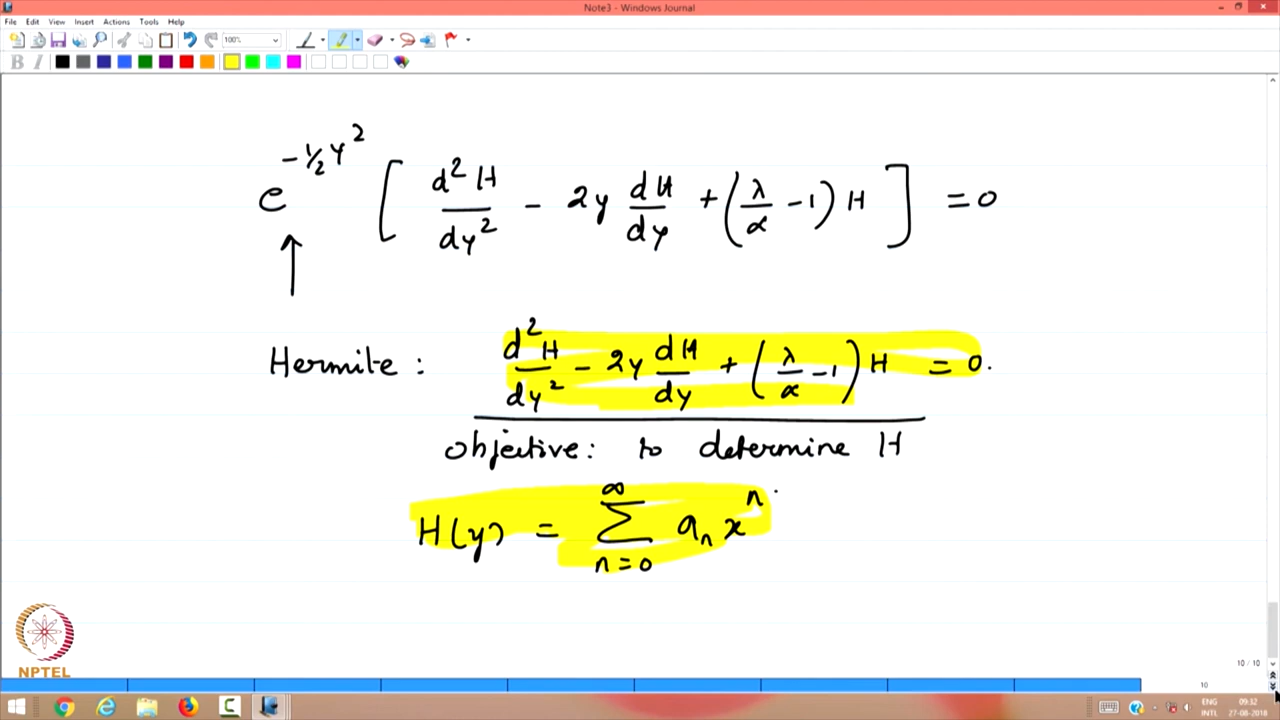 Note3 - Windows Journal
File Edit View Insert Actions Tools Help
100%
B I
e^{-½y²} [ d²H/dy² - 2y dH/dy + (λ/α - 1) H ] = 0
↑
Hermite : d²H/dy² - 2y dH/dy + (λ/α - 1) H = 0.
objective: to determine H
H(y) = ∑_{n=0}^{∞} a_n x^n.
NPTEL
10 / 10
10
ENG 09:32
INTL 27-08-2018